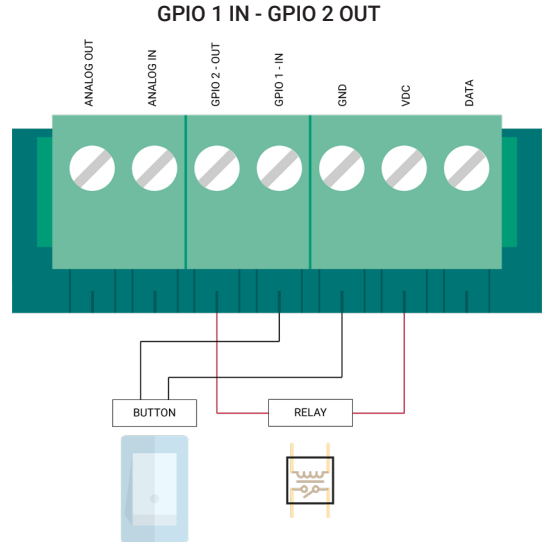 GPIO 1 IN - GPIO 2 OUT
ANALOG OUT
ANALOG IN
GPIO 2 - OUT
GPIO 1 - IN
GND
VDC
DATA
BUTTON
RELAY